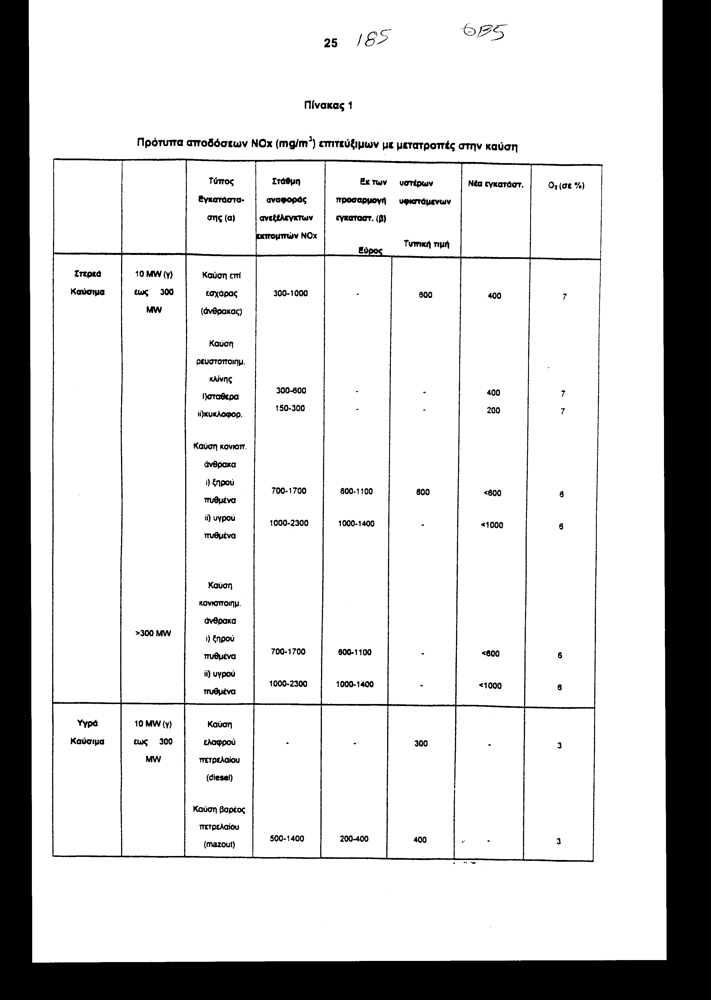 25 185 6B5
Πίνακας 1
Πρότυπα αποδόσεων NOx (mg/m³) επιτεύξιμων με μετατροπές στην καύση
Τύπος Στάθμη Εκ των υστέρων Νέα εγκατάστ. O₂ (σε %)
Εγκατάστα- αναφοράς προσαρμογή υφιστάμενων
σης (α) ανεξέλεγκτων εγκαταστ. (β)
εκπομπών NOx
Εύρος Τυπική τιμή
Στερεά 10 MW (γ) Καύση επί
Καύσιμα εως 300 εσχάρας 300-1000 - 600 400 7
MW (άνθρακας)
Καύση
ρευστοποιημ.
κλίνης
i)σταθερά 300-600 - - 400 7
ii)κυκλοφορ. 150-300 - - 200 7
Καύση κονιοπ.
άνθρακα
ι) ξηρού
πυθμένα 700-1700 600-1100 800 <600 6
ii) υγρού
πυθμένα 1000-2300 1000-1400 - <1000 6
Καύση
κονιοποιημ.
άνθρακα
>300 MW ι) ξηρού
πυθμένα 700-1700 600-1100 - <600 6
ii) υγρού
πυθμένα 1000-2300 1000-1400 - <1000 6
Υγρά 10 MW (γ) Καύση
Καύσιμα εως 300 ελαφρού - - 300 - 3
MW πετρελαίου
(diesel)
Καύση βαρέος
πετρελαίου
(mazout) 500-1400 200-400 400 - 3